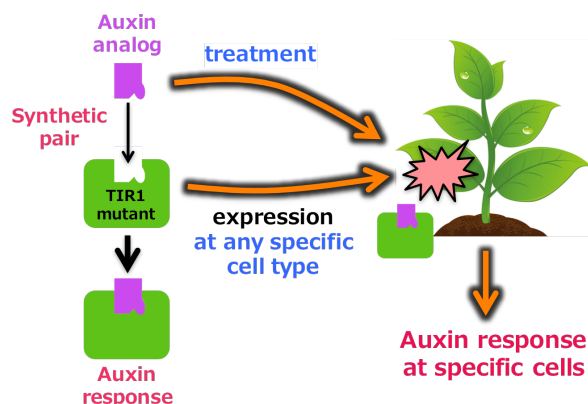 Auxin
analog
treatment
Synthetic
pair
TIR1
mutant
expression
at any specific
cell type
Auxin
response
Auxin response
at specific cells